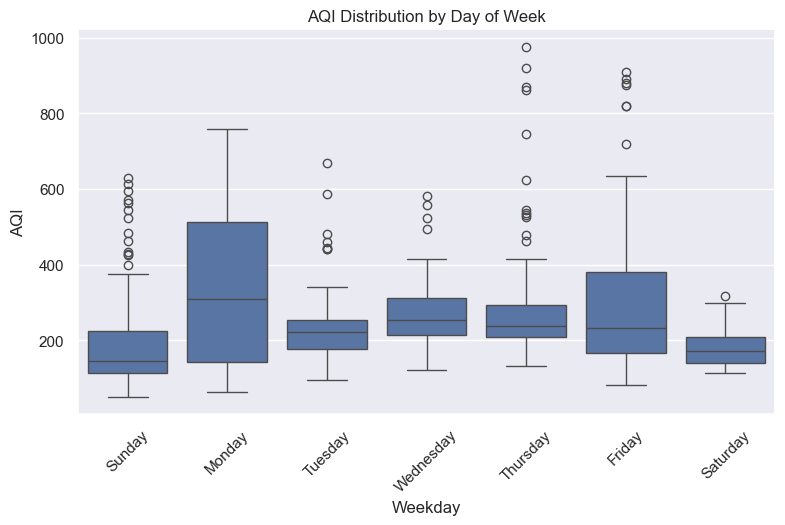 AQI Distribution by Day of Week
1000
800
600
400
200
AQI
Sunday
Monday
Tuesday
Wednesday
Thursday
Friday
Saturday
Weekday